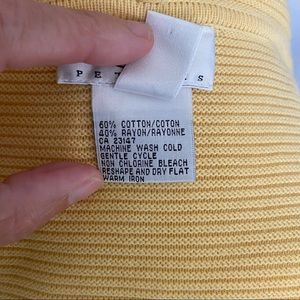 60% COTTON/COTON
40% RAYON/RAYONNE
CA 23147
MACHINE WASH COLD
GENTLE CYCLE
NON CHLORINE BLEACH
RESHAPE AND DRY FLAT
WARM IRON